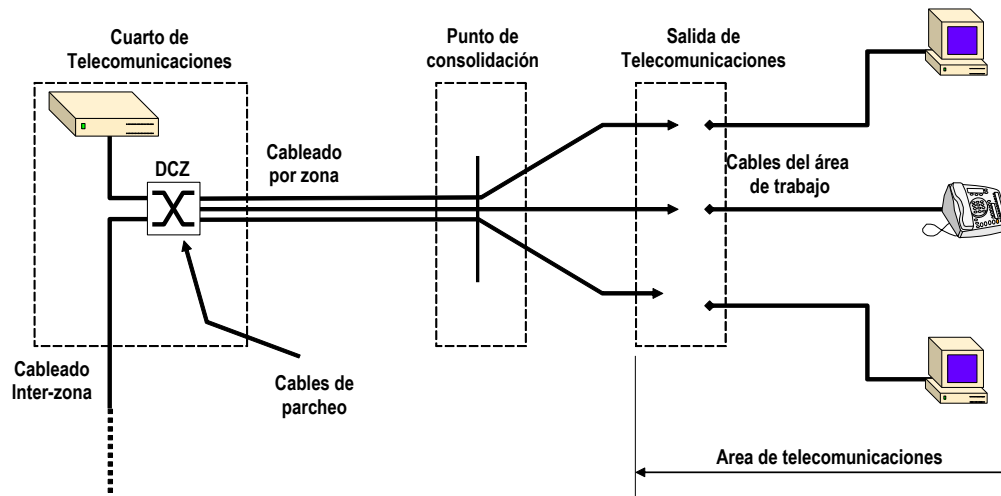 Cuarto de
Telecomunicaciones
Punto de
consolidación
Salida de
Telecomunicaciones
DCZ
Cableado
por zona
Cables del área
de trabajo
Cableado
Inter-zona
Cables de
parcheo
Area de telecomunicaciones